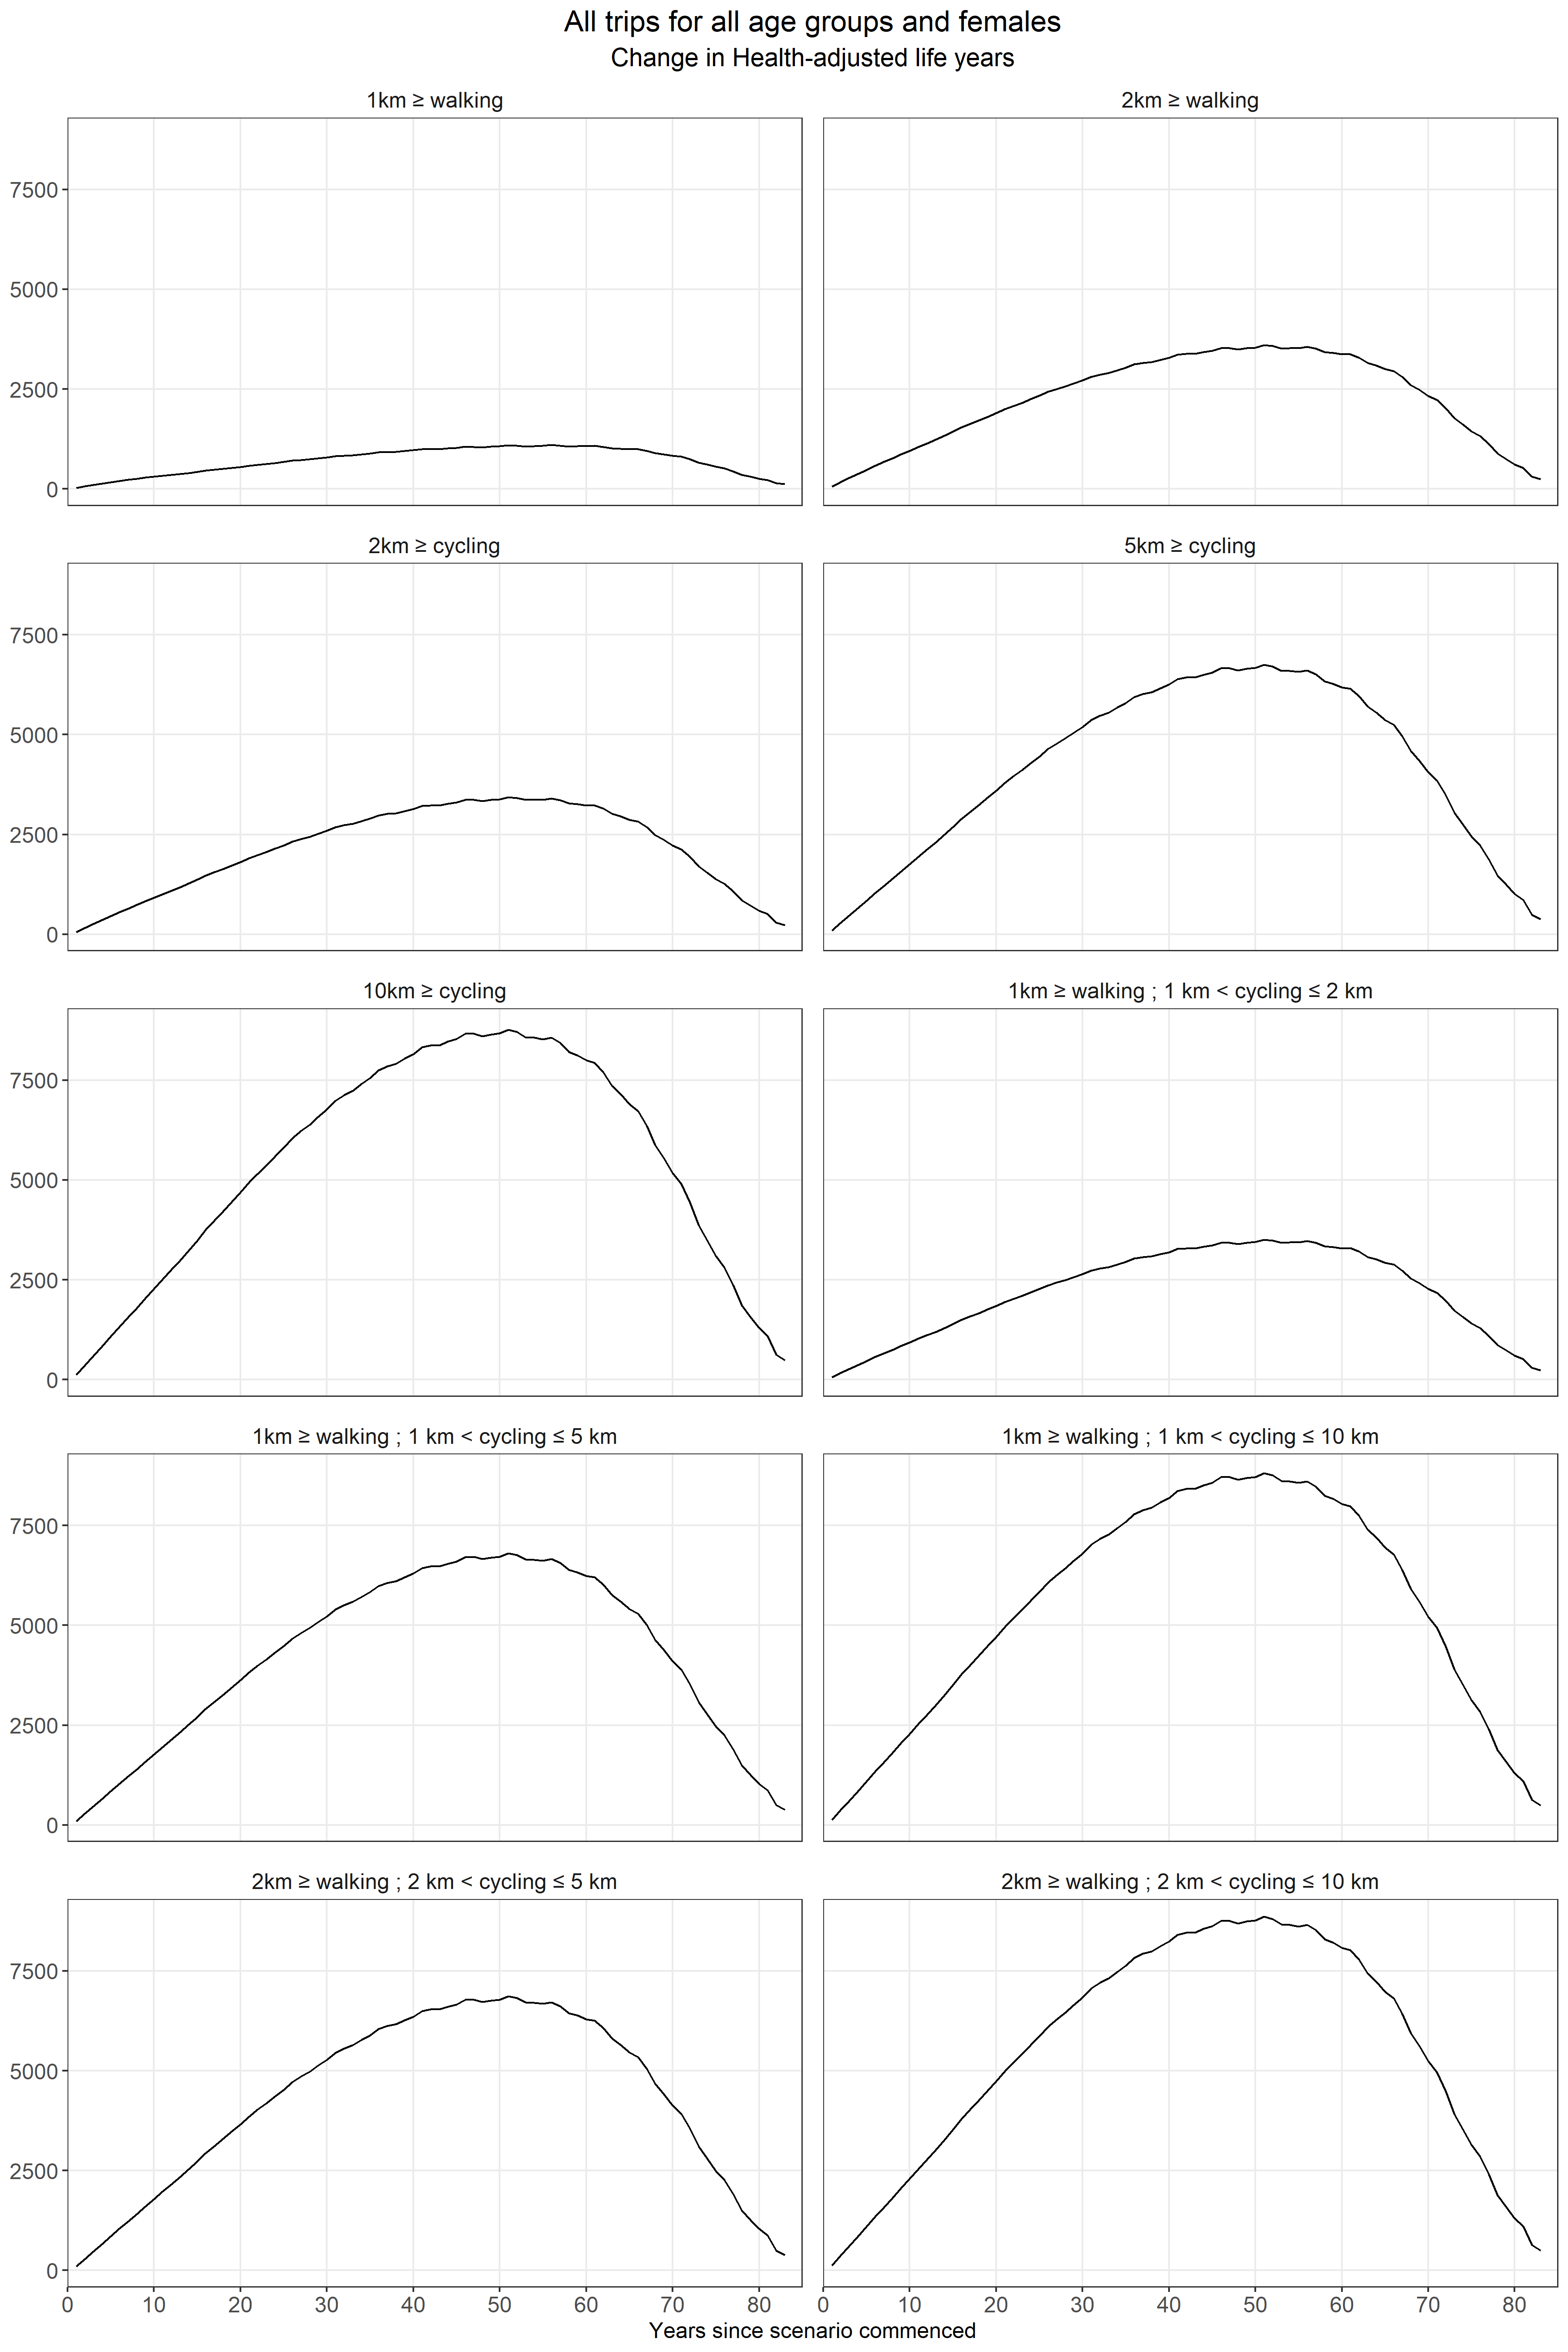 All trips for all age groups and females
Change in Health-adjusted life years
1km ≥ walking
2km ≥ walking
7500
5000
2500
0
2km ≥ cycling
5km ≥ cycling
7500
5000
2500
0
10km ≥ cycling
1km ≥ walking ; 1 km < cycling ≤ 2 km
7500
5000
2500
0
1km ≥ walking ; 1 km < cycling ≤ 5 km
1km ≥ walking ; 1 km < cycling ≤ 10 km
7500
5000
2500
0
2km ≥ walking ; 2 km < cycling ≤ 5 km
2km ≥ walking ; 2 km < cycling ≤ 10 km
7500
5000
2500
0
0 10 20 30 40 50 60 70 80
0 10 20 30 40 50 60 70 80
Years since scenario commenced